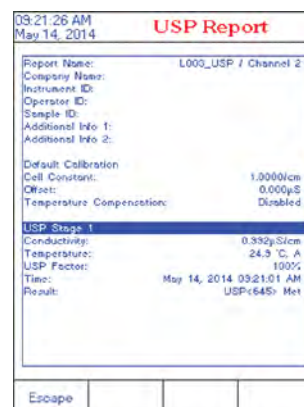 09:21:26 AM
May 14, 2014
USP Report
Report Name: L003_USP / Channel 2
Company Name:
Instrument ID:
Operator ID:
Sample ID:
Additional Info 1:
Additional Info 2:
Default Calibration
Cell Constant: 1.0000/cm
Offset: 0.000µS
Temperature Compensation: Disabled
USP Stage 1
Conductivity: 0.992µS/cm
Temperature: 24.9 °C, A
USP Factor: 100%
Time: May 14, 2014 09:21:01 AM
Result: USP<645> Met
Escape